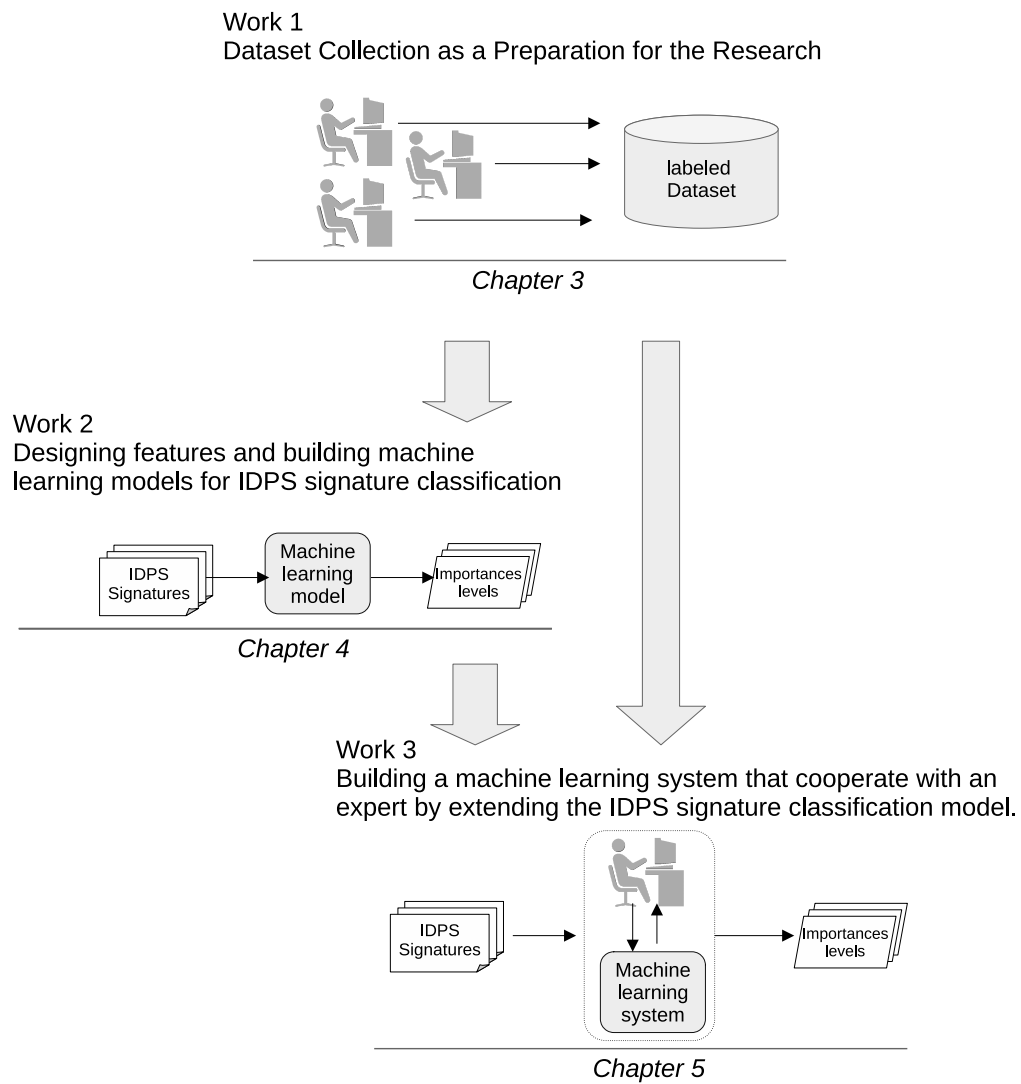 Work 1
Dataset Collection as a Preparation for the Research
labeled
Dataset
Chapter 3
Work 2
Designing features and building machine
learning models for IDPS signature classification
IDPS
Signatures
Machine
learning
model
Importances
levels
Chapter 4
Work 3
Building a machine learning system that cooperate with an
expert by extending the IDPS signature classification model.
IDPS
Signatures
Machine
learning
system
Importances
levels
Chapter 5